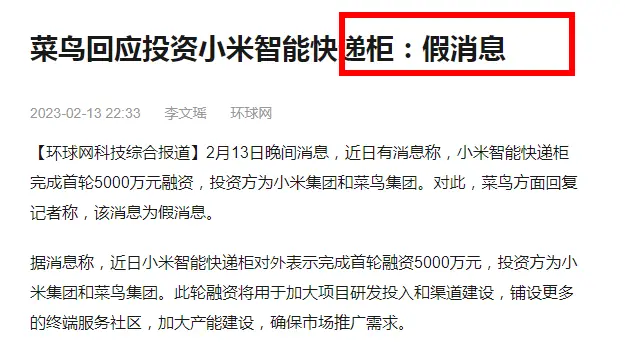 菜鸟回应投资小米智能快递柜：假消息
2023-02-13 22:33 李文瑶 环球网
【环球网科技综合报道】2月13日晚间消息，近日有消息称，小米智能快递柜
完成首轮5000万元融资，投资方为小米集团和菜鸟集团。对此，菜鸟方面回复
记者称，该消息为假消息。
据消息称，近日小米智能快递柜对外表示完成首轮融资5000万元，投资方为小
米集团和菜鸟集团。此轮融资将用于加大项目研发投入和渠道建设，铺设更多
的终端服务社区，加大产能建设，确保市场推广需求。